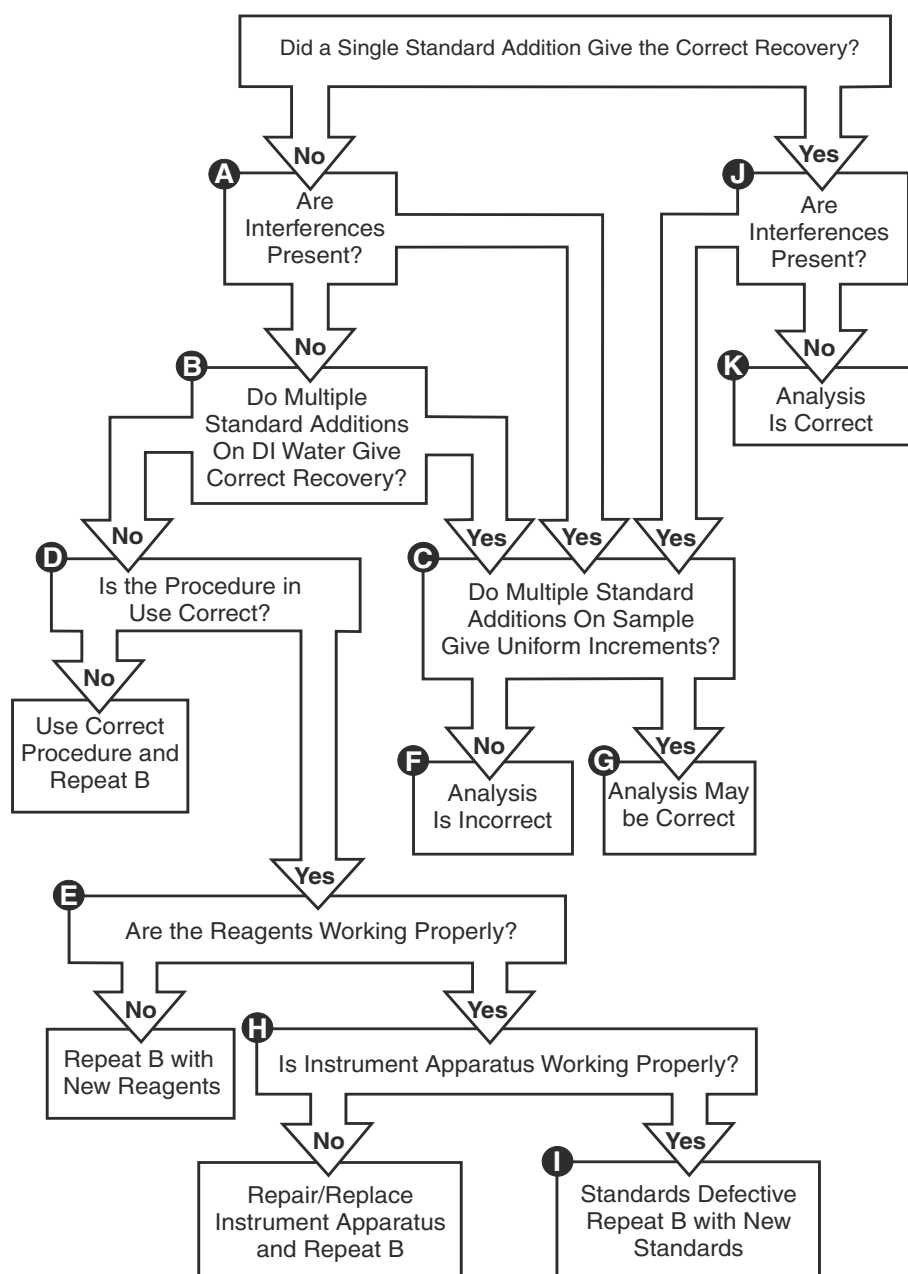 Did a Single Standard Addition Give the Correct Recovery?
No
Yes
A
Are
Interferences
Present?
J
Are
Interferences
Present?
No
No
B
Do Multiple
Standard Additions
On DI Water Give
Correct Recovery?
K
Analysis
Is Correct
No
Yes
Yes
Yes
D
Is the Procedure in
Use Correct?
C
Do Multiple Standard
Additions On Sample
Give Uniform Increments?
No
Use Correct
Procedure and
Repeat B
No
Yes
F
Analysis
Is Incorrect
G
Analysis May
be Correct
Yes
E
Are the Reagents Working Properly?
No
Yes
Repeat B with
New Reagents
H
Is Instrument Apparatus Working Properly?
No
Yes
Repair/Replace
Instrument Apparatus
and Repeat B
I
Standards Defective
Repeat B with New
Standards